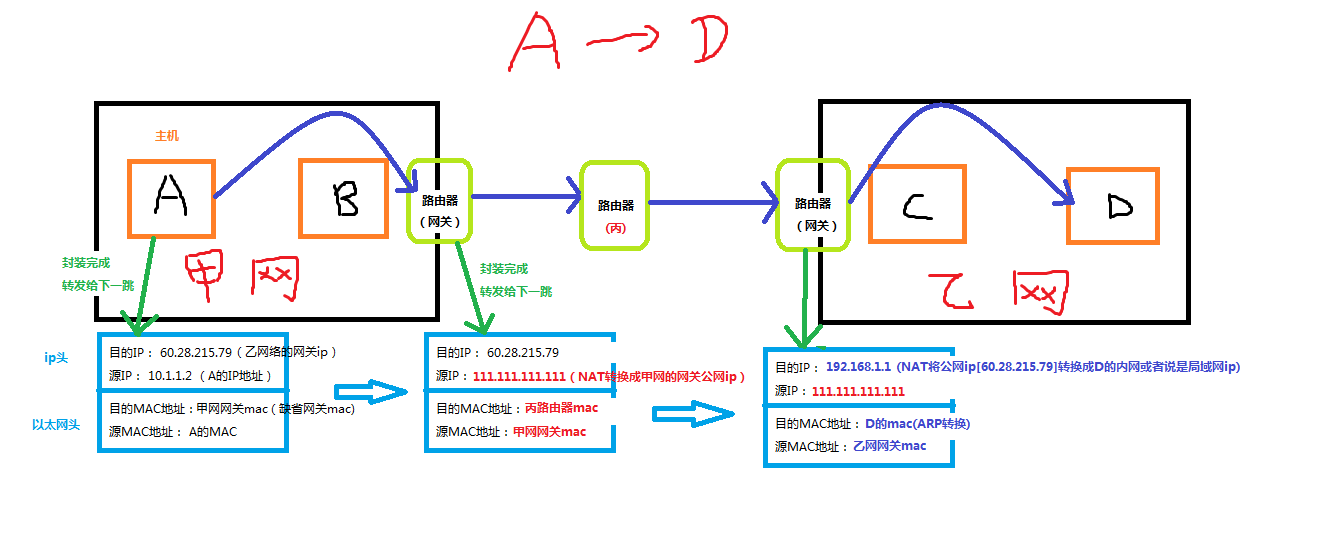 A → D
主机
A
B
路由器
（网关）
路由器
(丙)
路由器
（网关）
C
D
封装完成
转发给下一跳
甲 网
封装完成
转发给下一跳
乙 网
ip头
目的IP： 60.28.215.79（乙网络的网关ip）
源IP： 10.1.1.2 （A的IP地址）
以太网头
目的MAC地址：甲网网关mac（缺省网关mac)
源MAC地址： A的MAC
目的IP： 60.28.215.79
源IP： 111.111.111.111（NAT转换成甲网的网关公网ip）
目的MAC地址： 丙路由器mac
源MAC地址： 甲网网关mac
目的IP： 192.168.1.1（NAT将公网ip[60.28.215.79]转换成D的内网或者说是局域网ip)
源IP： 111.111.111.111
目的MAC地址： D的mac(ARP转换)
源MAC地址： 乙网网关mac